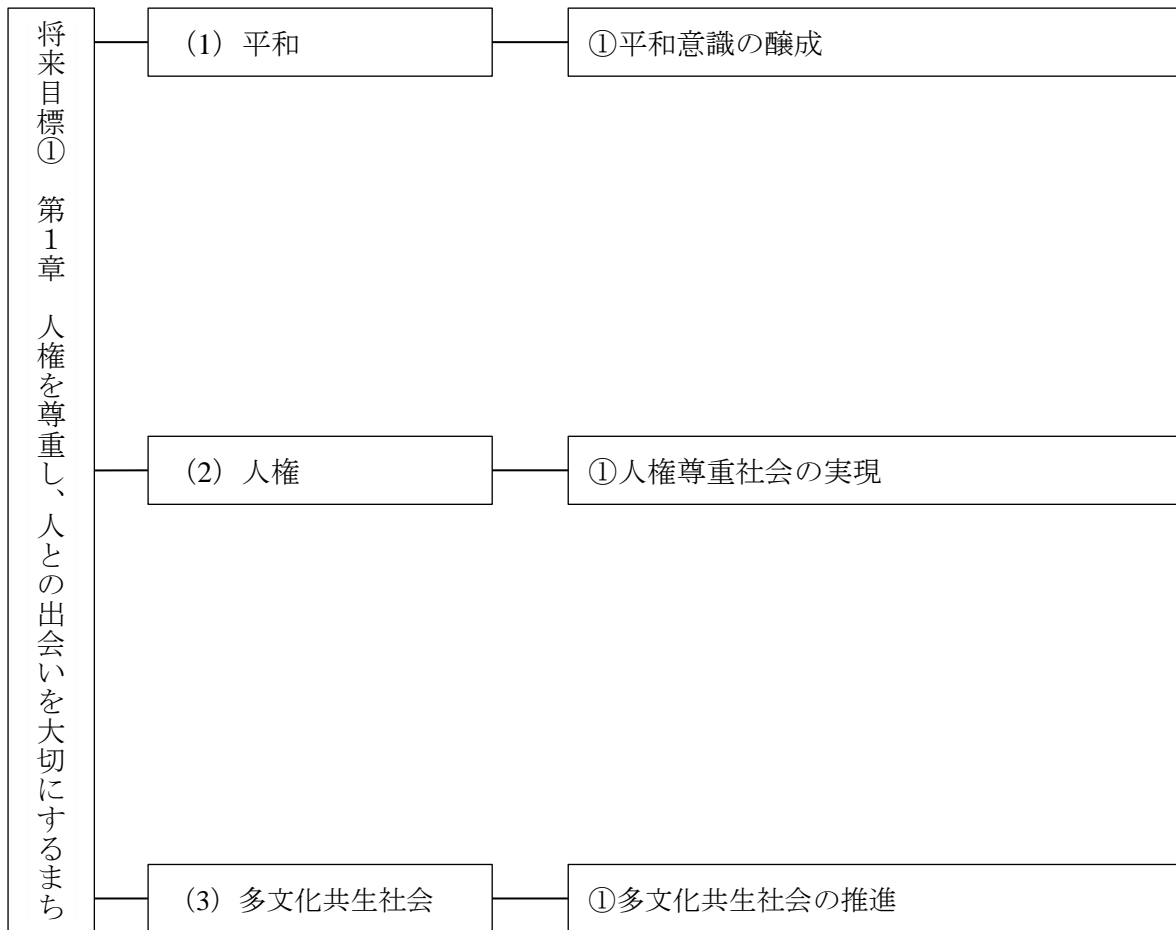 将来目標① 第１章 人権を尊重し、人との出会いを大切にするまち
（1）平和
①平和意識の醸成
（2）人権
①人権尊重社会の実現
（3）多文化共生社会
①多文化共生社会の推進